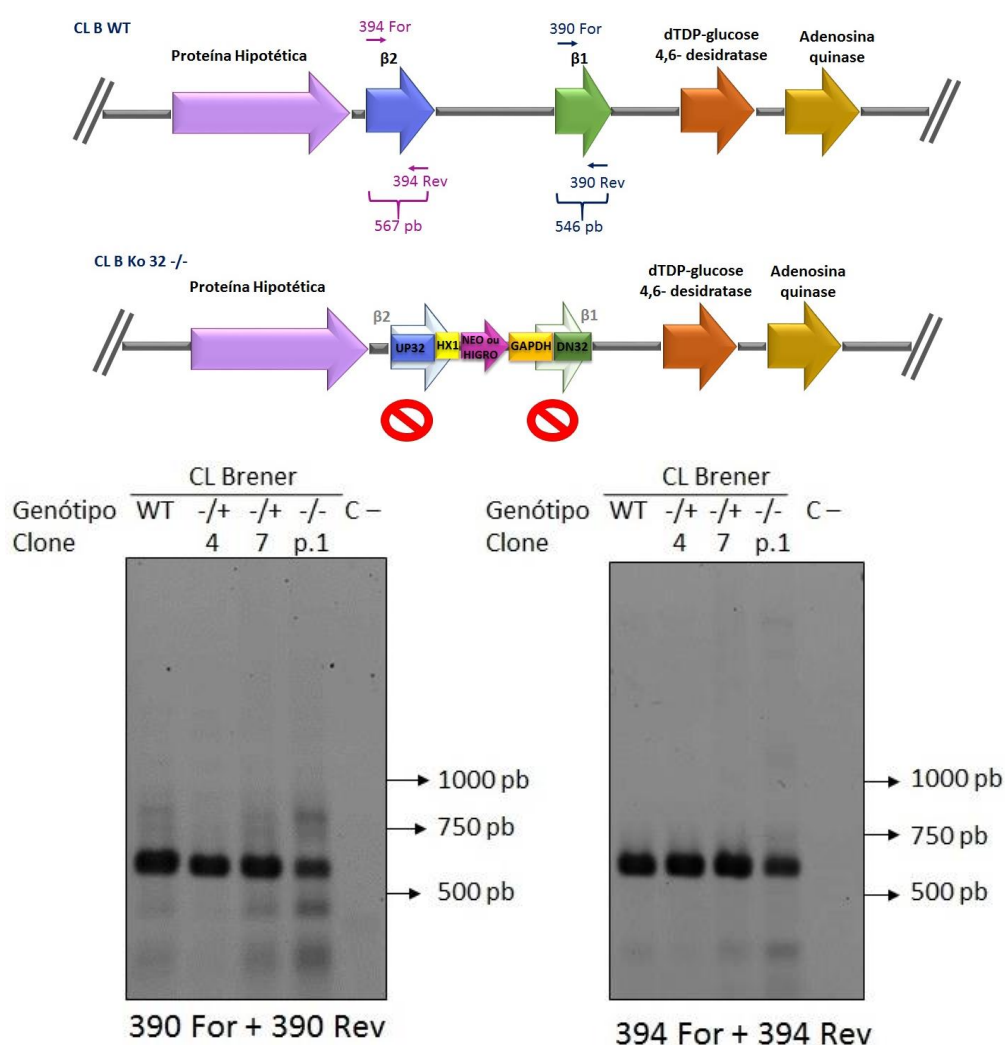 CL B WT
394 For
390 For
dTDP-glucose
4,6- desidratase
Adenosina
quinase
Proteína Hipotética
β2
β1
394 Rev
390 Rev
567 pb
546 pb
CL B Ko 32 -/-
Proteína Hipotética
dTDP-glucose
4,6- desidratase
Adenosina
quinase
β2
β1
UP32
HX1
NEO ou
HIGRO
GAPDH
DN32
CL Brener
Genótipo WT -/+ -/+ -/- C –
Clone 4 7 p.1
1000 pb
750 pb
500 pb
390 For + 390 Rev
CL Brener
Genótipo WT -/+ -/+ -/- C –
Clone 4 7 p.1
1000 pb
750 pb
500 pb
394 For + 394 Rev